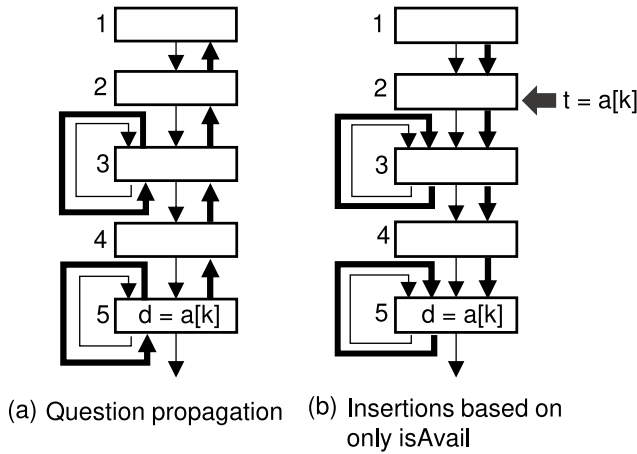 1
2
3
4
5
d = a[k]
(a) Question propagation
1
2
t = a[k]
3
4
5
d = a[k]
(b) Insertions based on
only isAvail